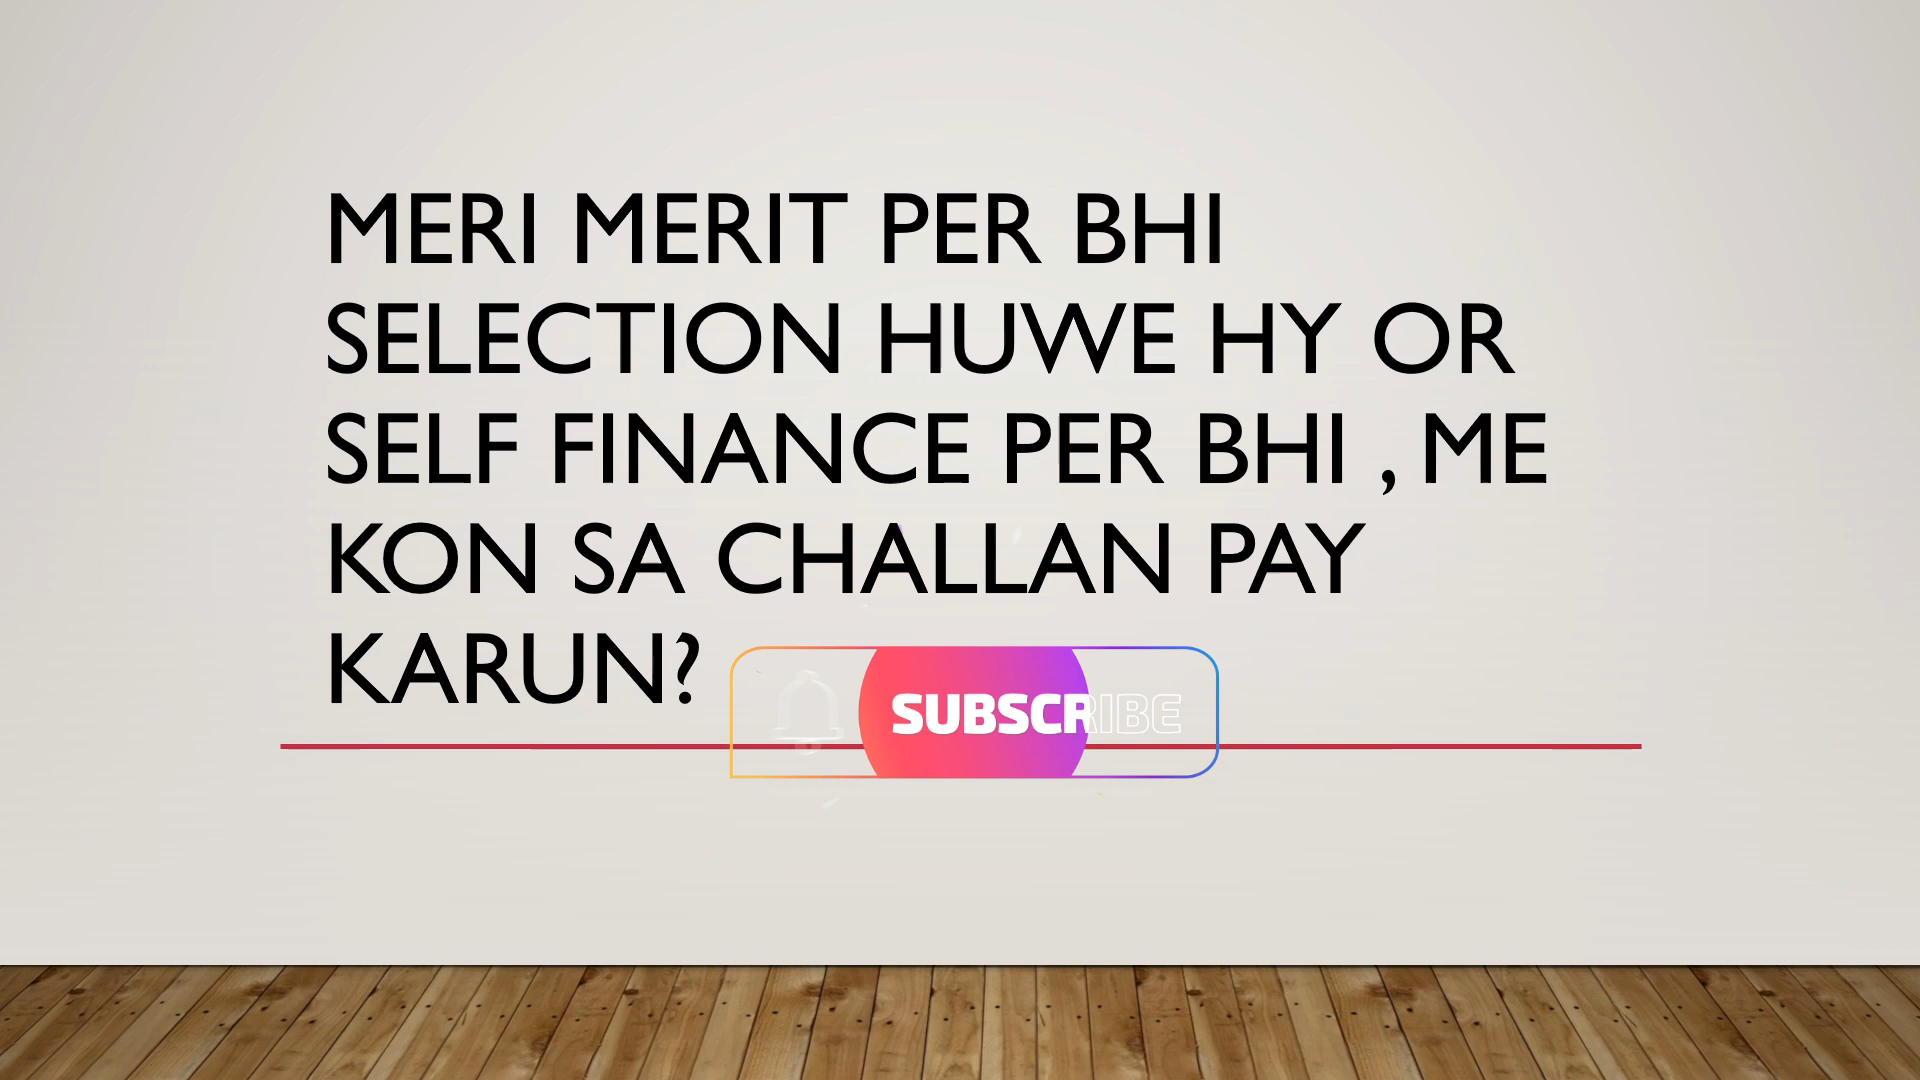 MERI MERIT PER BHI
SELECTION HUWE HY OR
SELF FINANCE PER BHI , ME
KON SA CHALLAN PAY
KARUN?
SUBSCRIBE